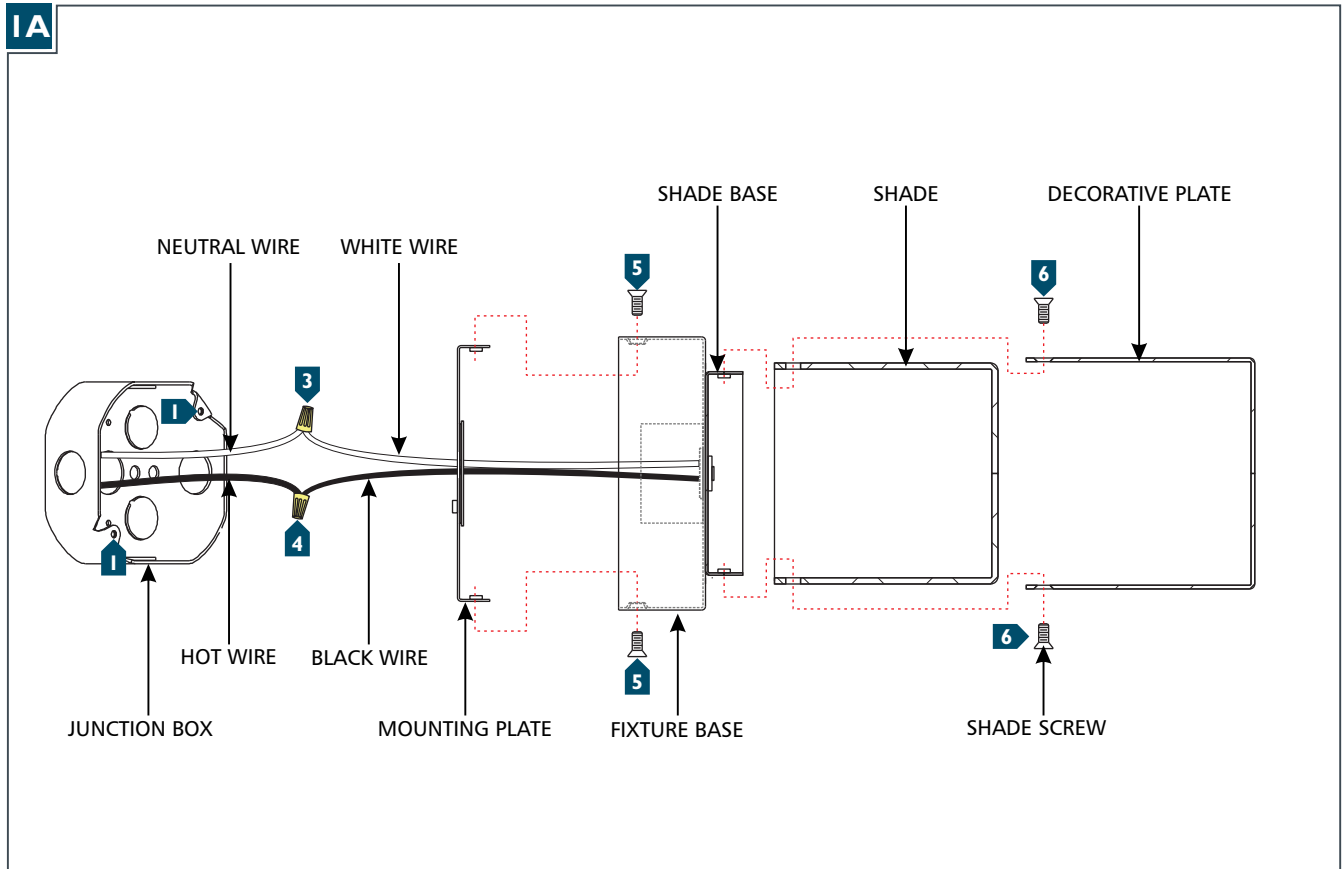 1A
SHADE BASE
SHADE
DECORATIVE PLATE
NEUTRAL WIRE
WHITE WIRE
5
6
3
1
4
1
HOT WIRE
BLACK WIRE
5
6
JUNCTION BOX
MOUNTING PLATE
FIXTURE BASE
SHADE SCREW